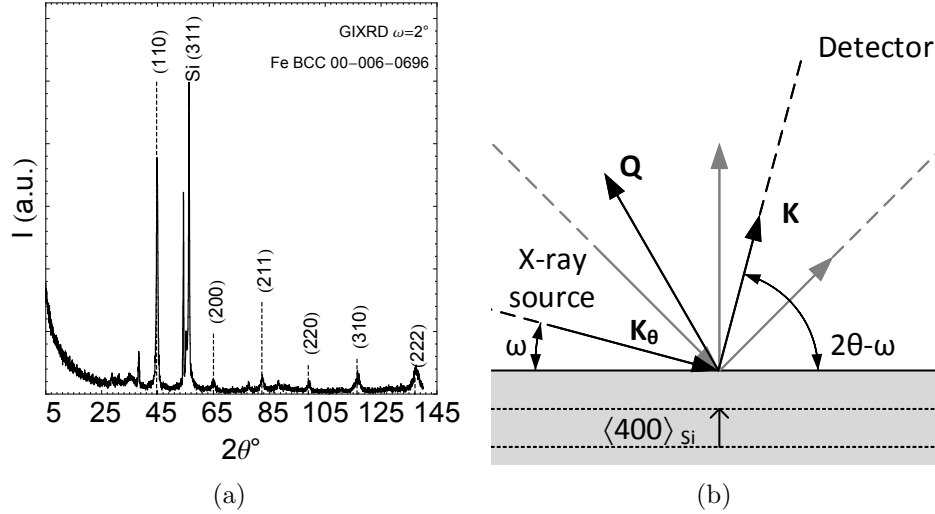 GIXRD ω=2°
Fe BCC 00−006−0696
(110)
Si (311)
(200)
(211)
(220)
(310)
(222)
I (a.u.)
5 25 45 65 85 105 125 145
2θ°
(a)
Detector
Q
K
X-ray
source
K_θ
ω
2θ-ω
⟨400⟩ Si
(b)